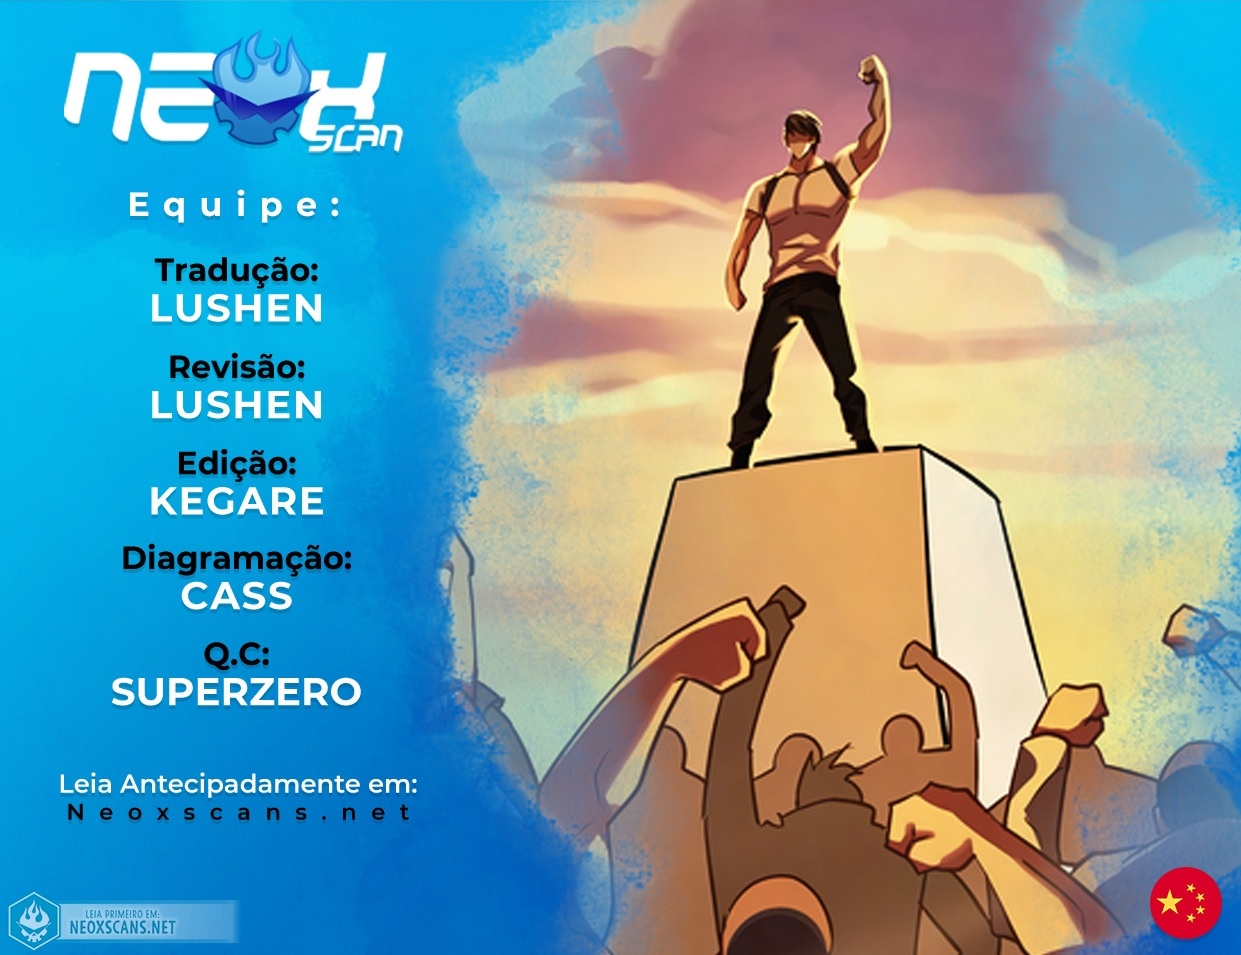 NEOX
SCAN
Equipe:
Tradução:
LUSHEN
Revisão:
LUSHEN
Edição:
KEGARE
Diagramação:
CASS
Q.C:
SUPERZERO
Leia Antecipadamente em:
Neoxscans.net
LEIA PRIMEIRO EM:
NEOXSCANS.NET